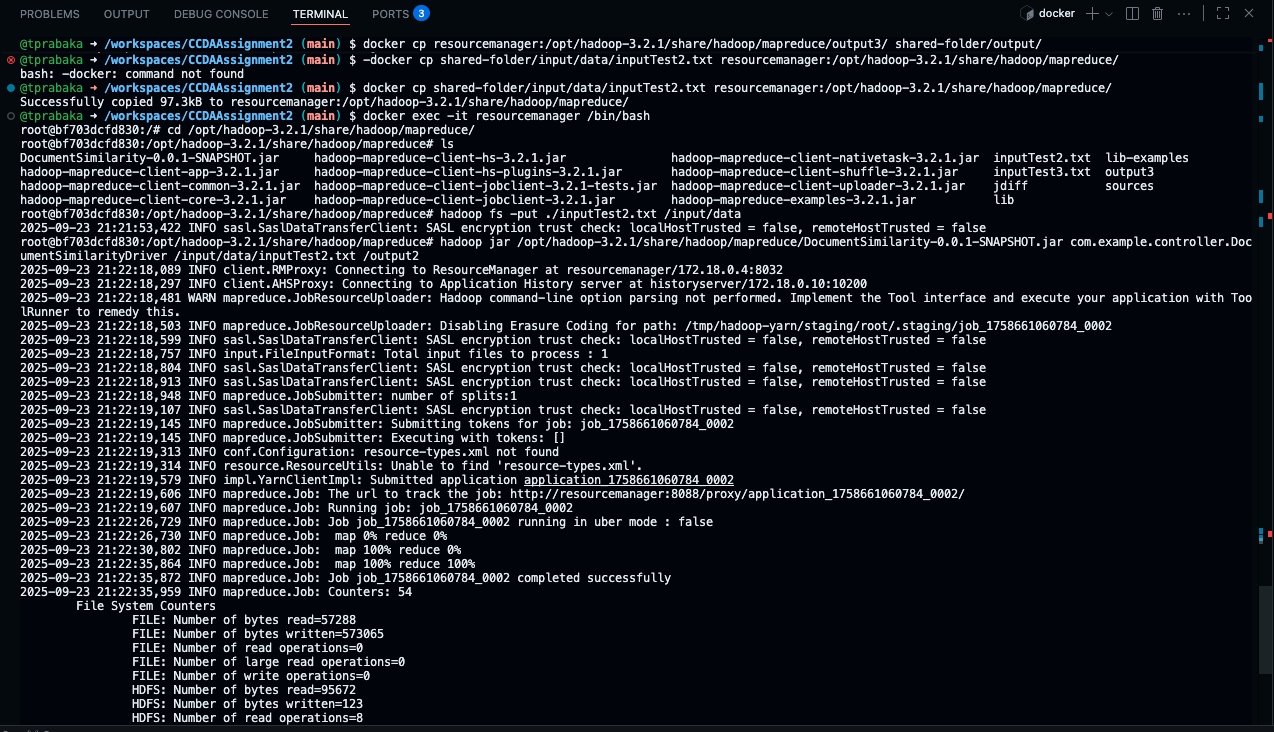 PROBLEMS OUTPUT DEBUG CONSOLE TERMINAL PORTS 3 docker
@tprabaka ➜ /workspaces/CCDAAssignment2 (main) $ docker cp resourcemanager:/opt/hadoop-3.2.1/share/hadoop/mapreduce/output3/ shared-folder/output/
@tprabaka ➜ /workspaces/CCDAAssignment2 (main) $ -docker cp shared-folder/input/data/inputTest2.txt resourcemanager:/opt/hadoop-3.2.1/share/hadoop/mapreduce/
bash: -docker: command not found
@tprabaka ➜ /workspaces/CCDAAssignment2 (main) $ docker cp shared-folder/input/data/inputTest2.txt resourcemanager:/opt/hadoop-3.2.1/share/hadoop/mapreduce/
Successfully copied 97.3kB to resourcemanager:/opt/hadoop-3.2.1/share/hadoop/mapreduce/
@tprabaka ➜ /workspaces/CCDAAssignment2 (main) $ docker exec -it resourcemanager /bin/bash
root@bf703dcfd830:/# cd /opt/hadoop-3.2.1/share/hadoop/mapreduce/
root@bf703dcfd830:/opt/hadoop-3.2.1/share/hadoop/mapreduce# ls
DocumentSimilarity-0.0.1-SNAPSHOT.jar hadoop-mapreduce-client-hs-3.2.1.jar hadoop-mapreduce-client-nativetask-3.2.1.jar inputTest2.txt lib-examples
hadoop-mapreduce-client-app-3.2.1.jar hadoop-mapreduce-client-hs-plugins-3.2.1.jar hadoop-mapreduce-client-shuffle-3.2.1.jar inputTest3.txt output3
hadoop-mapreduce-client-common-3.2.1.jar hadoop-mapreduce-client-jobclient-3.2.1-tests.jar hadoop-mapreduce-client-uploader-3.2.1.jar jdiff sources
hadoop-mapreduce-client-core-3.2.1.jar hadoop-mapreduce-client-jobclient-3.2.1.jar hadoop-mapreduce-examples-3.2.1.jar lib
root@bf703dcfd830:/opt/hadoop-3.2.1/share/hadoop/mapreduce# hadoop fs -put ./inputTest2.txt /input/data
2025-09-23 21:21:53,422 INFO sasl.SaslDataTransferClient: SASL encryption trust check: localHostTrusted = false, remoteHostTrusted = false
root@bf703dcfd830:/opt/hadoop-3.2.1/share/hadoop/mapreduce# hadoop jar /opt/hadoop-3.2.1/share/hadoop/mapreduce/DocumentSimilarity-0.0.1-SNAPSHOT.jar com.example.controller.Doc
umentSimilarityDriver /input/data/inputTest2.txt /output2
2025-09-23 21:22:18,089 INFO client.RMProxy: Connecting to ResourceManager at resourcemanager/172.18.0.4:8032
2025-09-23 21:22:18,297 INFO client.AHSProxy: Connecting to Application History server at historyserver/172.18.0.10:10200
2025-09-23 21:22:18,481 WARN mapreduce.JobResourceUploader: Hadoop command-line option parsing not performed. Implement the Tool interface and execute your application with Too
lRunner to remedy this.
2025-09-23 21:22:18,503 INFO mapreduce.JobResourceUploader: Disabling Erasure Coding for path: /tmp/hadoop-yarn/staging/root/.staging/job_1758661060784_0002
2025-09-23 21:22:18,599 INFO sasl.SaslDataTransferClient: SASL encryption trust check: localHostTrusted = false, remoteHostTrusted = false
2025-09-23 21:22:18,757 INFO input.FileInputFormat: Total input files to process : 1
2025-09-23 21:22:18,804 INFO sasl.SaslDataTransferClient: SASL encryption trust check: localHostTrusted = false, remoteHostTrusted = false
2025-09-23 21:22:18,913 INFO sasl.SaslDataTransferClient: SASL encryption trust check: localHostTrusted = false, remoteHostTrusted = false
2025-09-23 21:22:18,948 INFO mapreduce.JobSubmitter: number of splits:1
2025-09-23 21:22:19,107 INFO sasl.SaslDataTransferClient: SASL encryption trust check: localHostTrusted = false, remoteHostTrusted = false
2025-09-23 21:22:19,145 INFO mapreduce.JobSubmitter: Submitting tokens for job: job_1758661060784_0002
2025-09-23 21:22:19,145 INFO mapreduce.JobSubmitter: Executing with tokens: []
2025-09-23 21:22:19,313 INFO conf.Configuration: resource-types.xml not found
2025-09-23 21:22:19,314 INFO resource.ResourceUtils: Unable to find 'resource-types.xml'.
2025-09-23 21:22:19,579 INFO impl.YarnClientImpl: Submitted application application_1758661060784_0002
2025-09-23 21:22:19,606 INFO mapreduce.Job: The url to track the job: http://resourcemanager:8088/proxy/application_1758661060784_0002/
2025-09-23 21:22:19,607 INFO mapreduce.Job: Running job: job_1758661060784_0002
2025-09-23 21:22:26,729 INFO mapreduce.Job: Job job_1758661060784_0002 running in uber mode : false
2025-09-23 21:22:26,730 INFO mapreduce.Job:  map 0% reduce 0%
2025-09-23 21:22:30,802 INFO mapreduce.Job:  map 100% reduce 0%
2025-09-23 21:22:35,864 INFO mapreduce.Job:  map 100% reduce 100%
2025-09-23 21:22:35,872 INFO mapreduce.Job: Job job_1758661060784_0002 completed successfully
2025-09-23 21:22:35,959 INFO mapreduce.Job: Counters: 54
File System Counters
FILE: Number of bytes read=57288
FILE: Number of bytes written=573065
FILE: Number of read operations=0
FILE: Number of large read operations=0
FILE: Number of write operations=0
HDFS: Number of bytes read=95672
HDFS: Number of bytes written=123
HDFS: Number of read operations=8